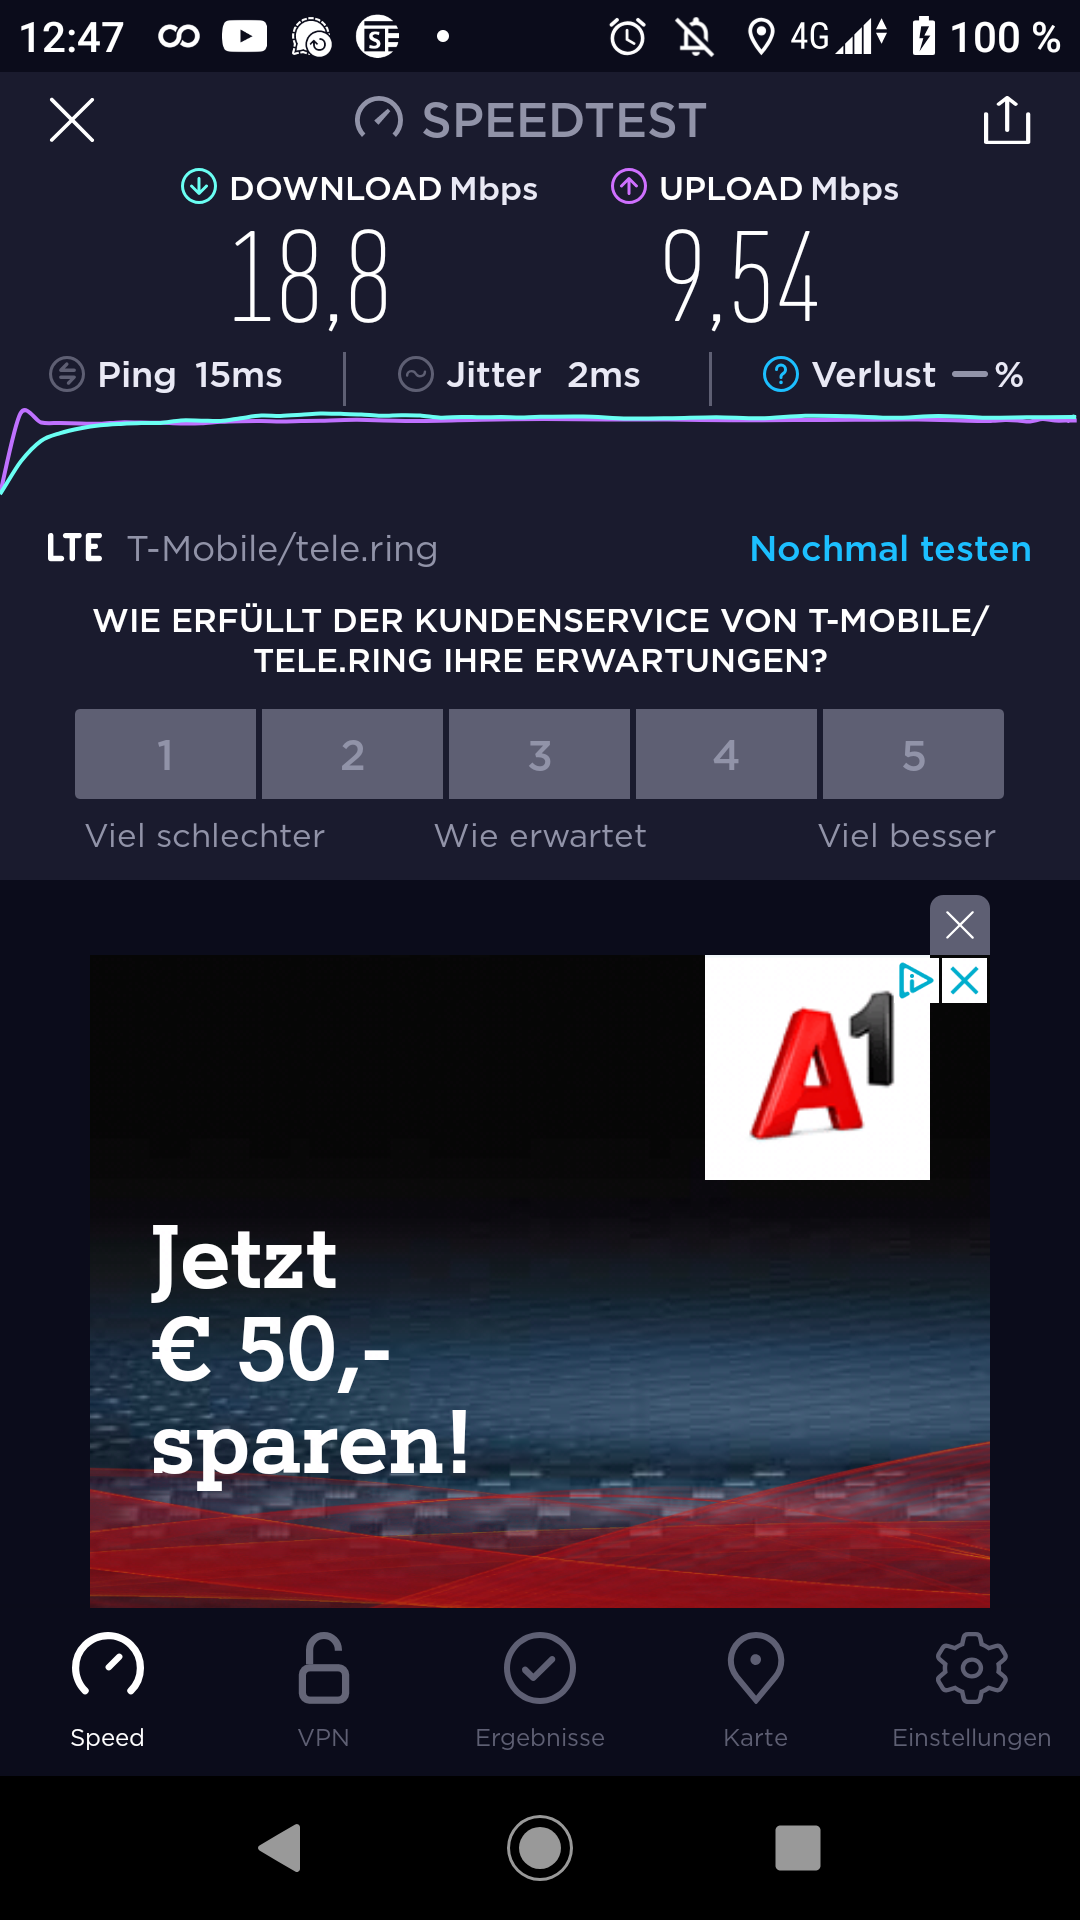 12:47 4G 100 %
SPEEDTEST
DOWNLOAD Mbps UPLOAD Mbps
18,8 9,54
Ping 15ms Jitter 2ms Verlust — %
LTE T-Mobile/tele.ring Nochmal testen
WIE ERFÜLLT DER KUNDENSERVICE VON T-MOBILE/
TELE.RING IHRE ERWARTUNGEN?
1 2 3 4 5
Viel schlechter Wie erwartet Viel besser
A1
Jetzt
€ 50,-
sparen!
Speed VPN Ergebnisse Karte Einstellungen